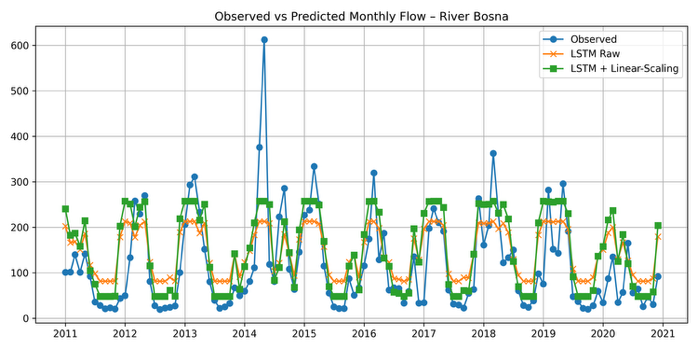 Observed vs Predicted Monthly Flow – River Bosna
Observed
LSTM Raw
LSTM + Linear-Scaling
600
500
400
300
200
100
0
2011 2012 2013 2014 2015 2016 2017 2018 2019 2020 2021